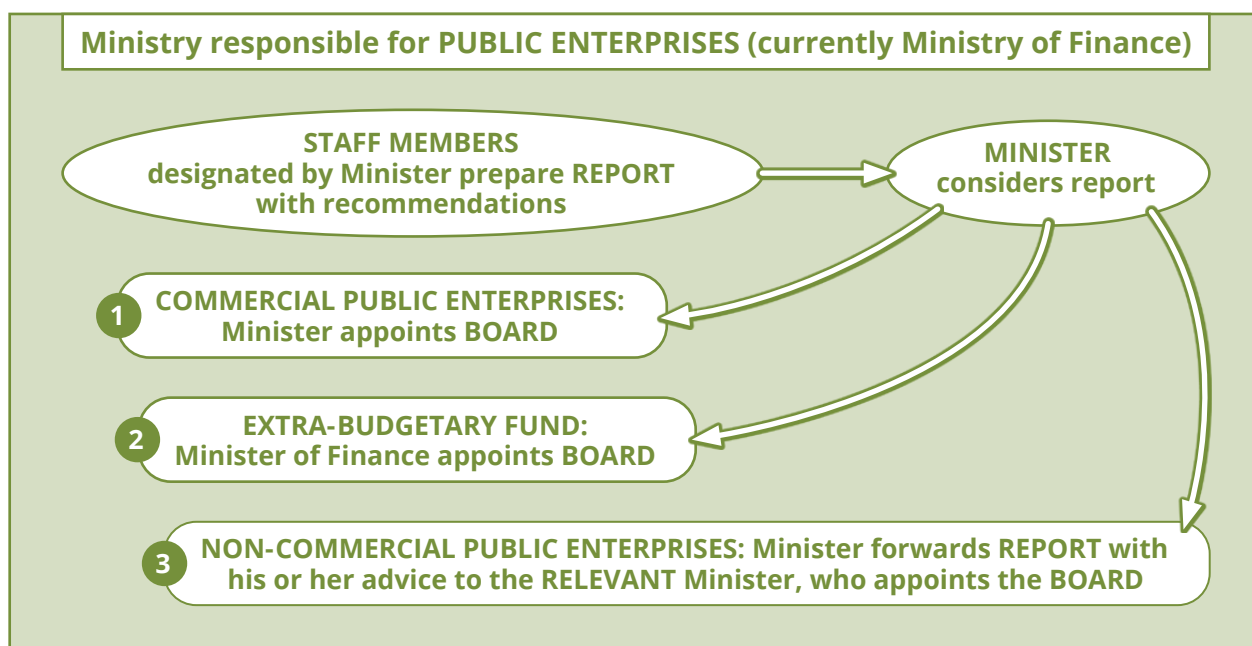 Ministry responsible for PUBLIC ENTERPRISES (currently Ministry of Finance)
STAFF MEMBERS
designated by Minister prepare REPORT
with recommendations
MINISTER
considers report
1
COMMERCIAL PUBLIC ENTERPRISES:
Minister appoints BOARD
2
EXTRA-BUDGETARY FUND:
Minister of Finance appoints BOARD
3
NON-COMMERCIAL PUBLIC ENTERPRISES: Minister forwards REPORT with
his or her advice to the RELEVANT Minister, who appoints the BOARD